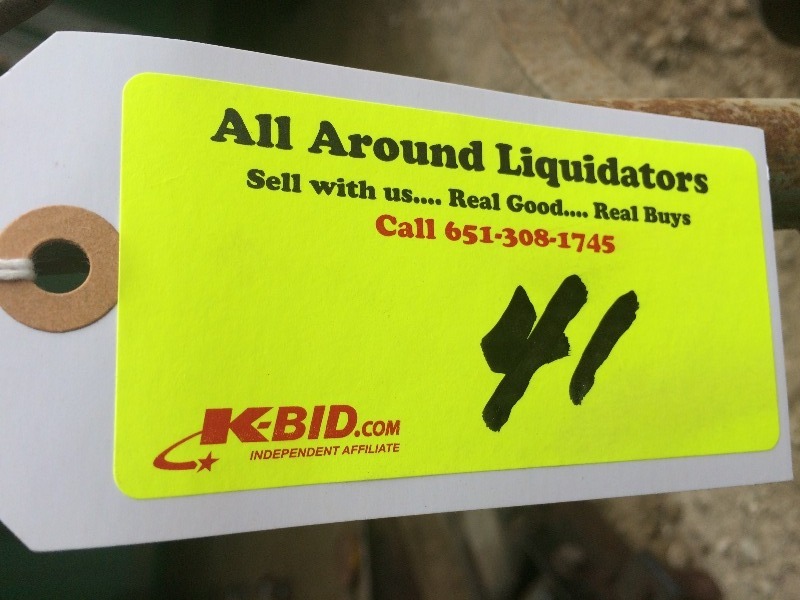 All Around Liquidators
Sell with us.... Real Good.... Real Buys
Call 651-308-1745
41
K-BID.COM
INDEPENDENT AFFILIATE